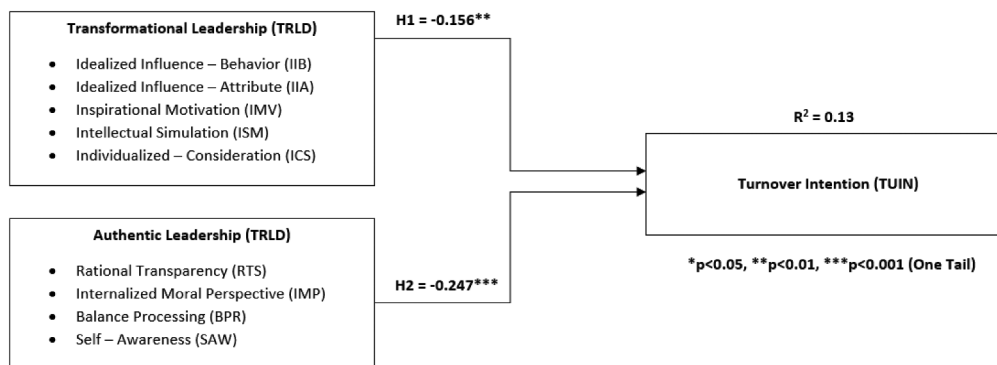 Transformational Leadership (TRLD)
• Idealized Influence – Behavior (IIB)
• Idealized Influence – Attribute (IIA)
• Inspirational Motivation (IMV)
• Intellectual Simulation (ISM)
• Individualized – Consideration (ICS)
H1 = -0.156**
R² = 0.13
Turnover Intention (TUIN)
Authentic Leadership (TRLD)
• Rational Transparency (RTS)
• Internalized Moral Perspective (IMP)
• Balance Processing (BPR)
• Self – Awareness (SAW)
H2 = -0.247***
*p<0.05, **p<0.01, ***p<0.001 (One Tail)